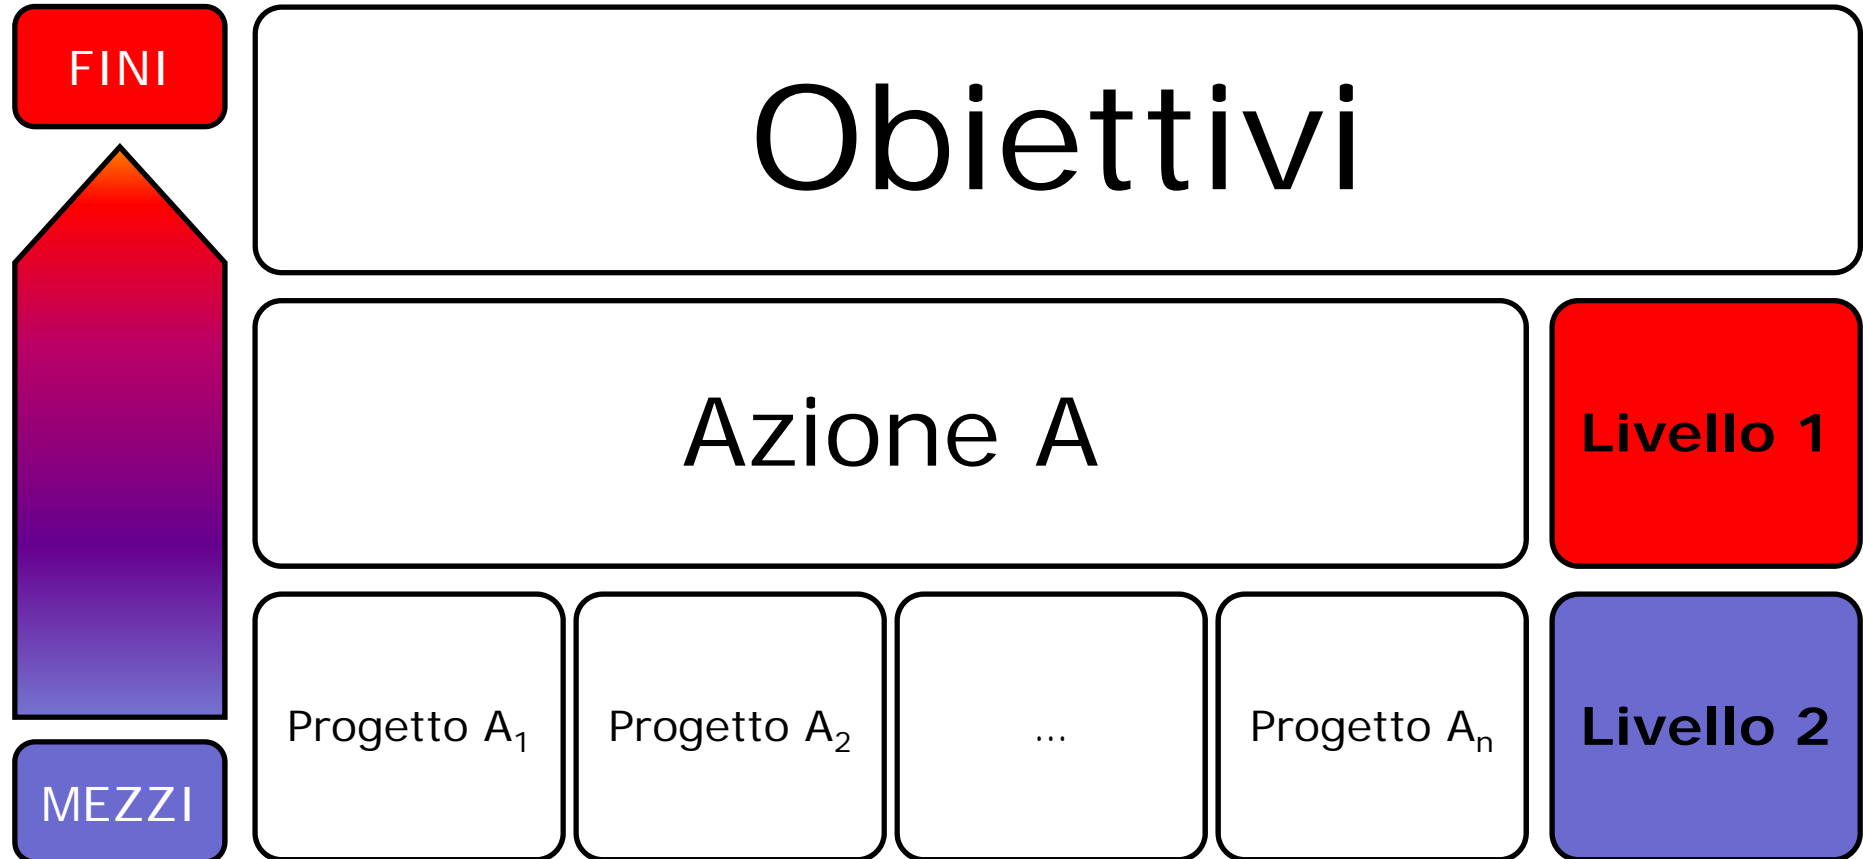 FINI
Obiettivi
Azione A
Livello 1
Progetto A₁
Progetto A₂
...
Progetto Aₙ
Livello 2
MEZZI